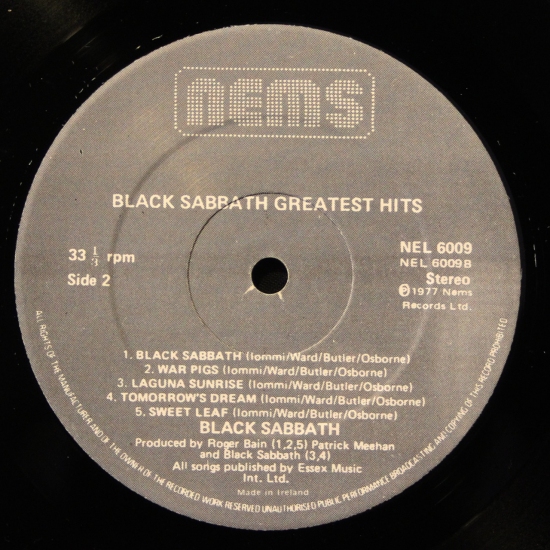 nems
BLACK SABBATH GREATEST HITS
33 1/3 rpm
Side 2
NEL 6009
NEL 6009B
Stereo
Ⓟ1977 Nems
Records Ltd.
1. BLACK SABBATH (Iommi/Ward/Butler/Osborne)
2. WAR PIGS (Iommi/Ward/Butler/Osborne)
3. LAGUNA SUNRISE (Iommi/Ward/Butler/Osborne)
4. TOMORROW'S DREAM (Iommi/Ward/Butler/Osborne)
5. SWEET LEAF (Iommi/Ward/Butler/Osborne)
BLACK SABBATH
Produced by Roger Bain (1,2,5) Patrick Meehan
and Black Sabbath (3,4)
All songs published by Essex Music
Int. Ltd.
Made in Ireland
ALL RIGHTS OF THE MANUFACTURER AND OF THE OWNER OF THE RECORDED WORK RESERVED UNAUTHORISED PUBLIC PERFORMANCE BROADCASTING AND COPYING OF THIS RECORD PROHIBITED